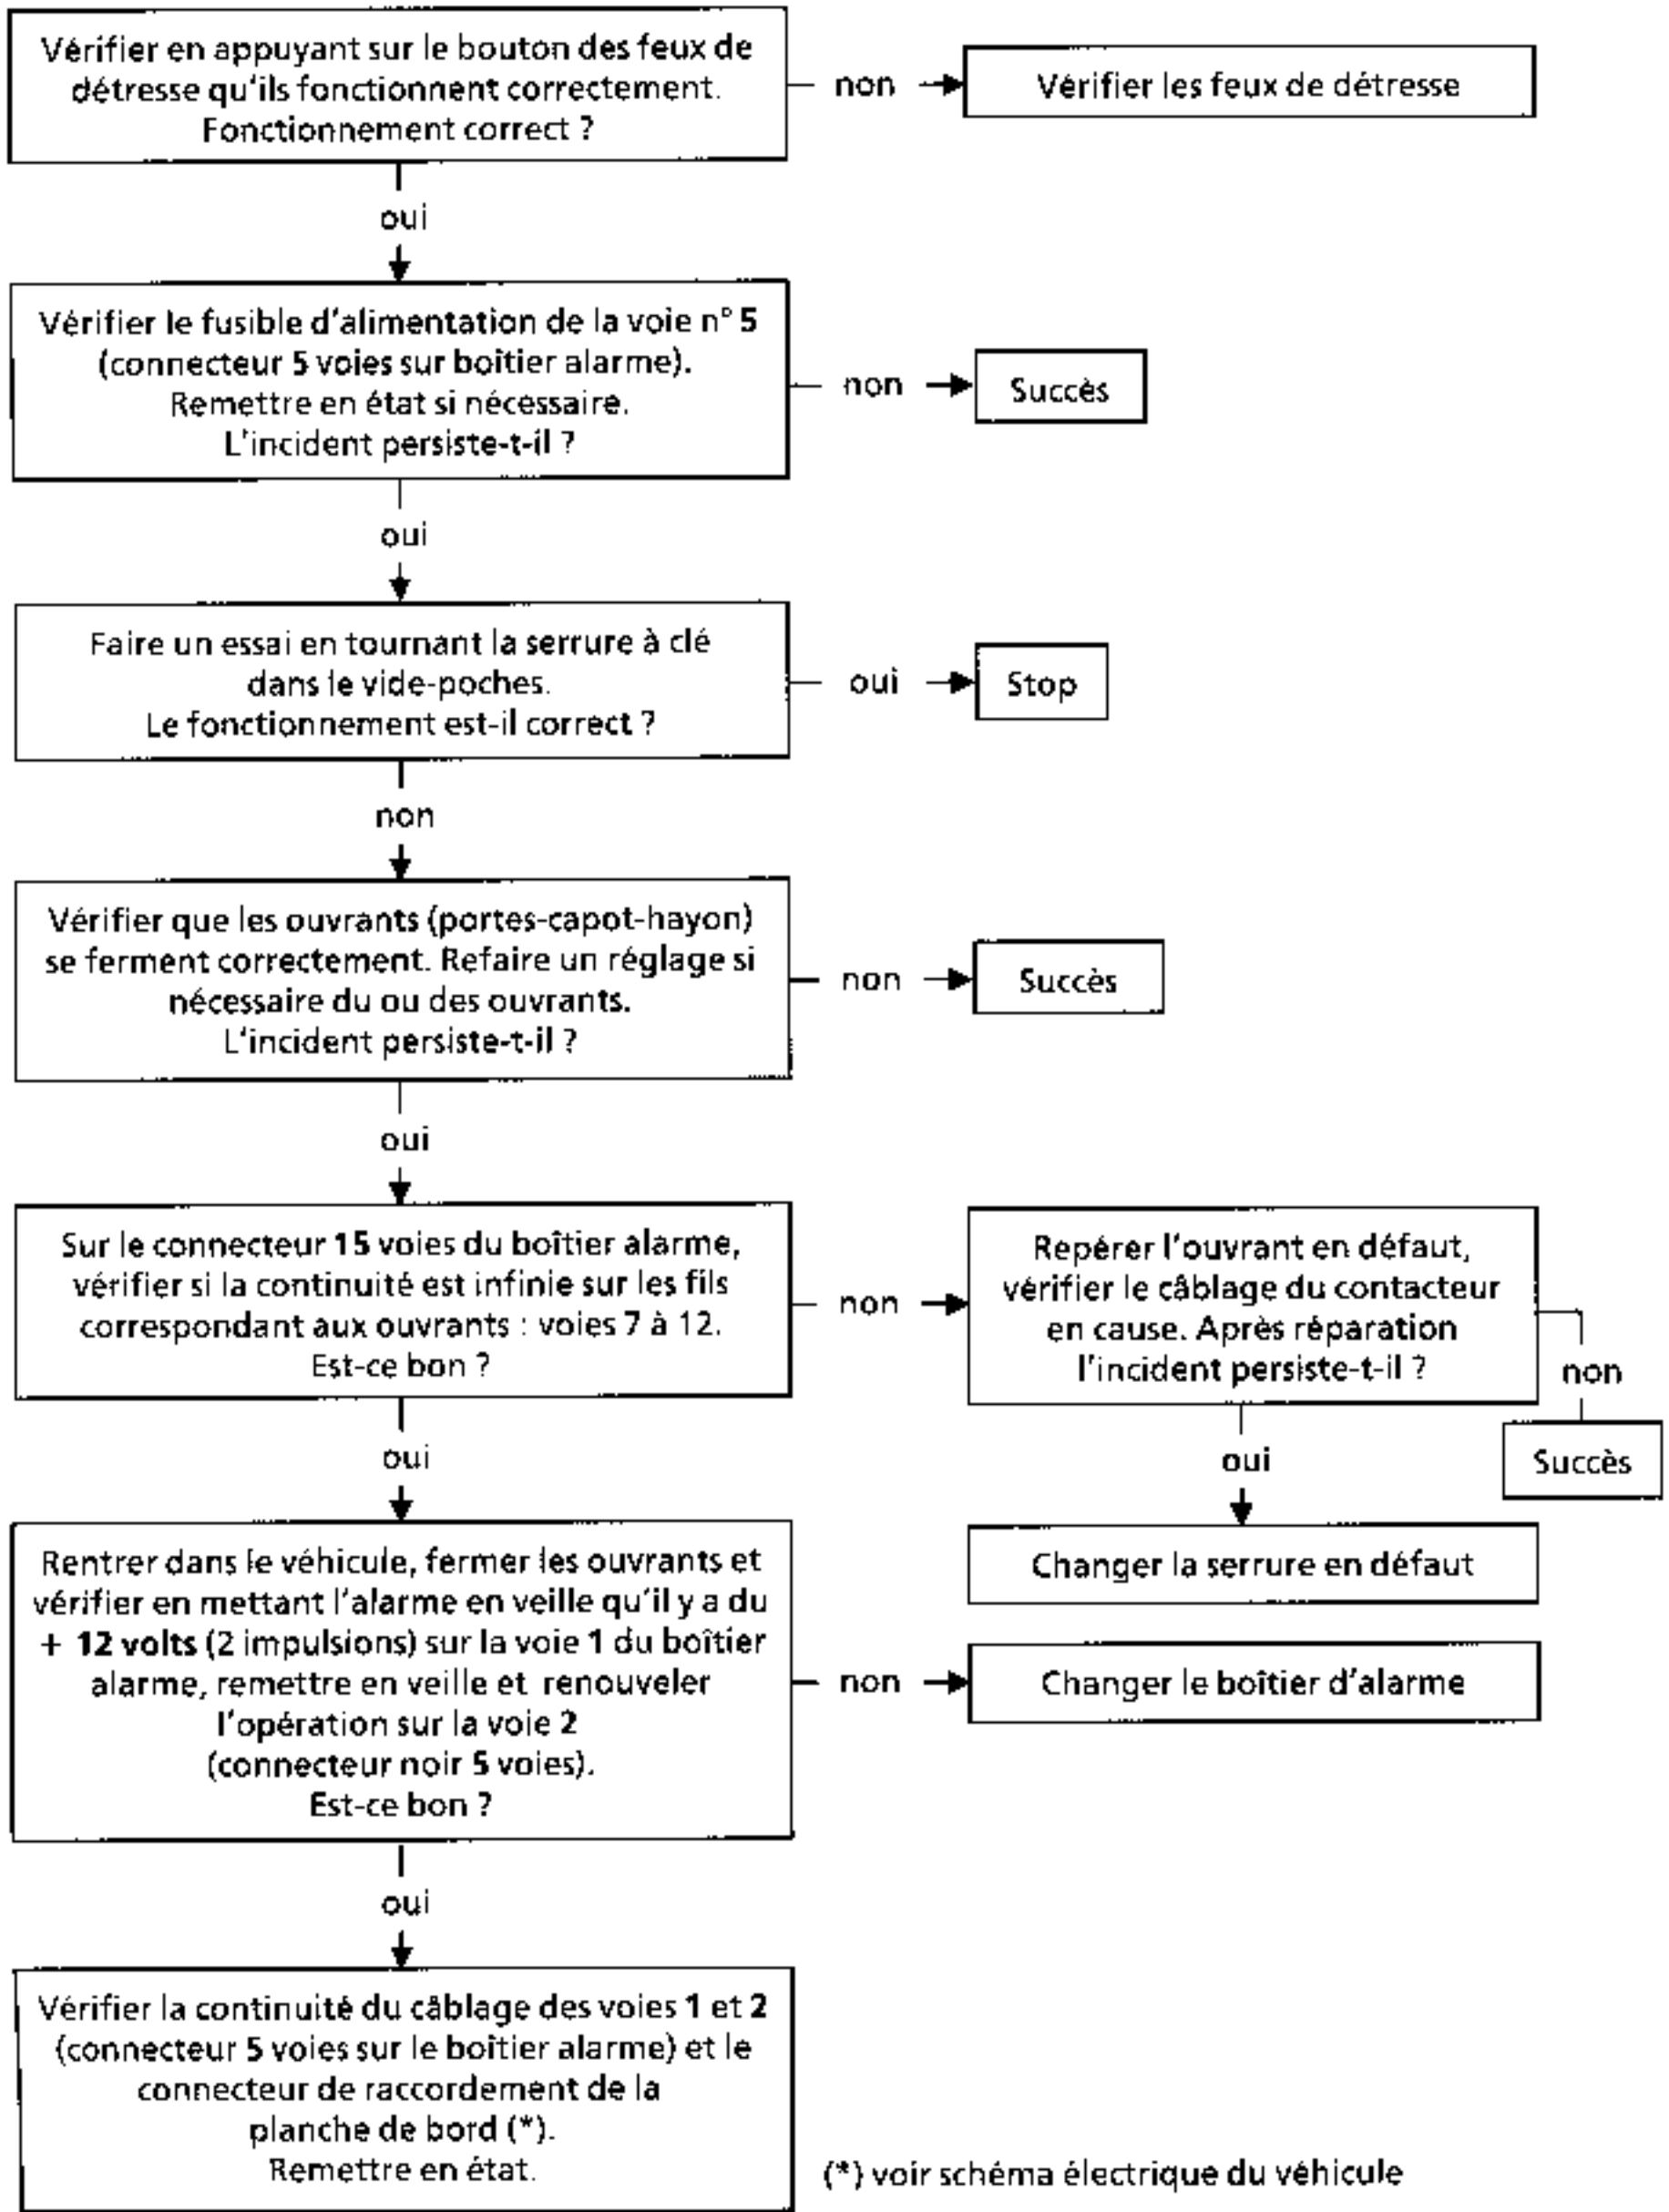 Vérifier en appuyant sur le bouton des feux de
détresse qu'ils fonctionnent correctement.
Fonctionnement correct ?
non
Vérifier les feux de détresse
oui
Vérifier le fusible d'alimentation de la voie n° 5
(connecteur 5 voies sur boîtier alarme).
Remettre en état si nécessaire.
L'incident persiste-t-il ?
non
Succès
oui
Faire un essai en tournant la serrure à clé
dans le vide-poches.
Le fonctionnement est-il correct ?
oui
Stop
non
Vérifier que les ouvrants (portes-capot-hayon)
se ferment correctement. Refaire un réglage si
nécessaire du ou des ouvrants.
L'incident persiste-t-il ?
non
Succès
oui
Sur le connecteur 15 voies du boîtier alarme,
vérifier si la continuité est infinie sur les fils
correspondant aux ouvrants : voies 7 à 12.
Est-ce bon ?
non
Repérer l'ouvrant en défaut,
vérifier le câblage du contacteur
en cause. Après réparation
l'incident persiste-t-il ?
non
Succès
oui
Changer la serrure en défaut
oui
Rentrer dans le véhicule, fermer les ouvrants et
vérifier en mettant l'alarme en veille qu'il y a du
+ 12 volts (2 impulsions) sur la voie 1 du boîtier
alarme, remettre en veille et renouveler
l'opération sur la voie 2
(connecteur noir 5 voies).
Est-ce bon ?
non
Changer le boîtier d'alarme
oui
Vérifier la continuité du câblage des voies 1 et 2
(connecteur 5 voies sur le boîtier alarme) et le
connecteur de raccordement de la
planche de bord (*).
Remettre en état.
(*) voir schéma électrique du véhicule